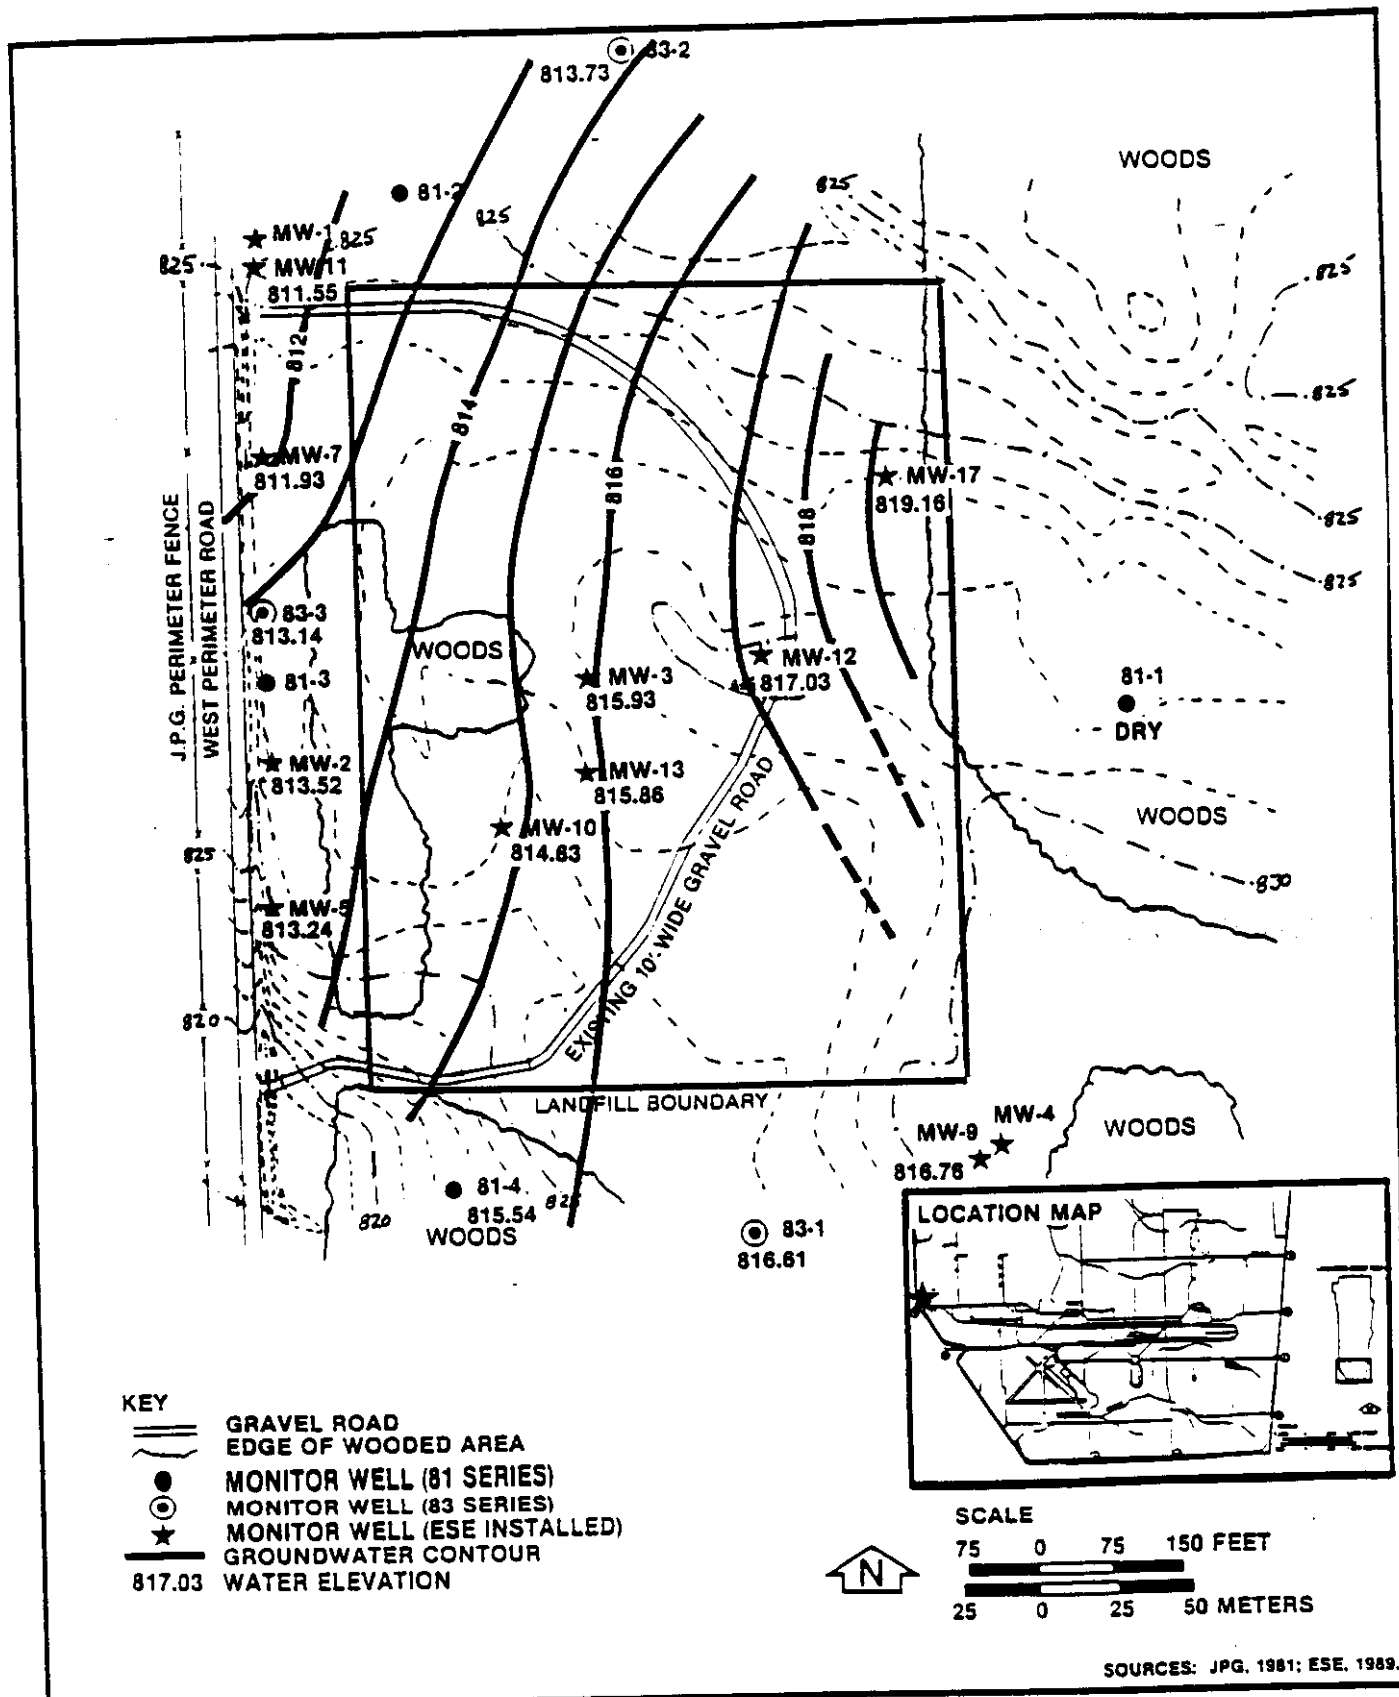 83-2
813.73
WOODS
81-2
825
825
MW-1
825
825
MW-11
811.55
825
812
825
814
MW-7
811.93
816
MW-17
819.16
818
825
825
J.P.G. PERIMETER FENCE
WEST PERIMETER ROAD
83-3
813.14
WOODS
MW-12
817.03
81-3
MW-3
815.93
81-1
DRY
MW-2
813.52
MW-13
815.86
WOODS
MW-10
814.63
825
830
MW-5
813.24
EXISTING 10'-WIDE GRAVEL ROAD
820
LANDFILL BOUNDARY
MW-4
MW-9
816.76
WOODS
81-4
815.54
820
WOODS
83-1
816.61
LOCATION MAP
KEY
GRAVEL ROAD
EDGE OF WOODED AREA
MONITOR WELL (81 SERIES)
MONITOR WELL (83 SERIES)
MONITOR WELL (ESE INSTALLED)
GROUNDWATER CONTOUR
817.03 WATER ELEVATION
N
SCALE
75 0 75 150 FEET
25 0 25 50 METERS
SOURCES: JPG, 1981; ESE, 1989.